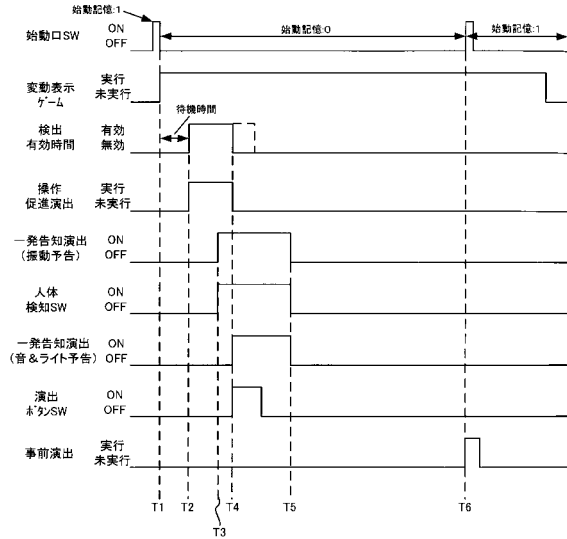 始動記憶:1
始動口SW
ON
OFF
始動記憶:0
始動記憶:1
変動表示
ゲーム
実行
未実行
待機時間
検出
有効時間
有効
無効
操作
促進演出
実行
未実行
一発告知演出
(振動予告)
ON
OFF
人体
検知SW
ON
OFF
一発告知演出
(音&ライト予告)
ON
OFF
演出
ボタンSW
ON
OFF
事前演出
実行
未実行
T1
T2
T3
T4
T5
T6